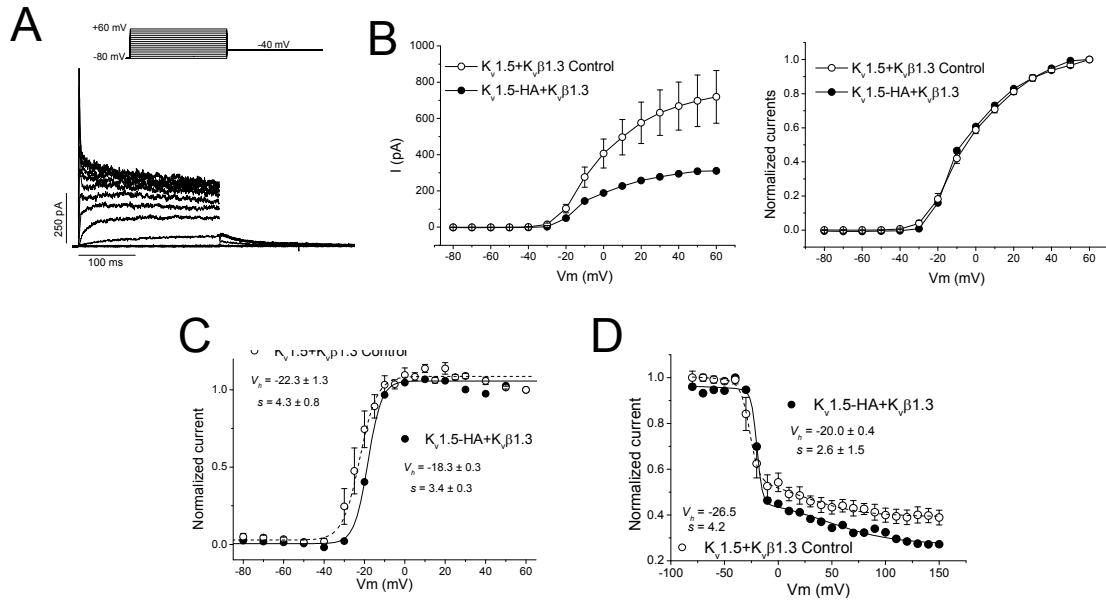 A
+60 mV
-80 mV
-40 mV
250 pA
100 ms
B
Kv1.5+Kvβ1.3 Control
Kv1.5-HA+Kvβ1.3
I (pA)
1000
800
600
400
200
0
-80 -60 -40 -20 0 20 40 60
Vm (mV)
Kv1.5+Kvβ1.3 Control
Kv1.5-HA+Kvβ1.3
Normalized currents
1.0
0.8
0.6
0.4
0.2
0.0
-80 -60 -40 -20 0 20 40 60
Vm (mV)
C
Kv1.5+Kvβ1.3 Control
Vh = -22.3 ± 1.3
s = 4.3 ± 0.8
Kv1.5-HA+Kvβ1.3
Vh = -18.3 ± 0.3
s = 3.4 ± 0.3
Normalized current
1.0
0.5
0.0
-80 -60 -40 -20 0 20 40 60
Vm (mV)
D
Kv1.5-HA+Kvβ1.3
Vh = -20.0 ± 0.4
s = 2.6 ± 1.5
Vh = -26.5
s = 4.2
Kv1.5+Kvβ1.3 Control
Normalized current
1.0
0.8
0.6
0.4
0.2
-100 -50 0 50 100 150
Vm (mV)